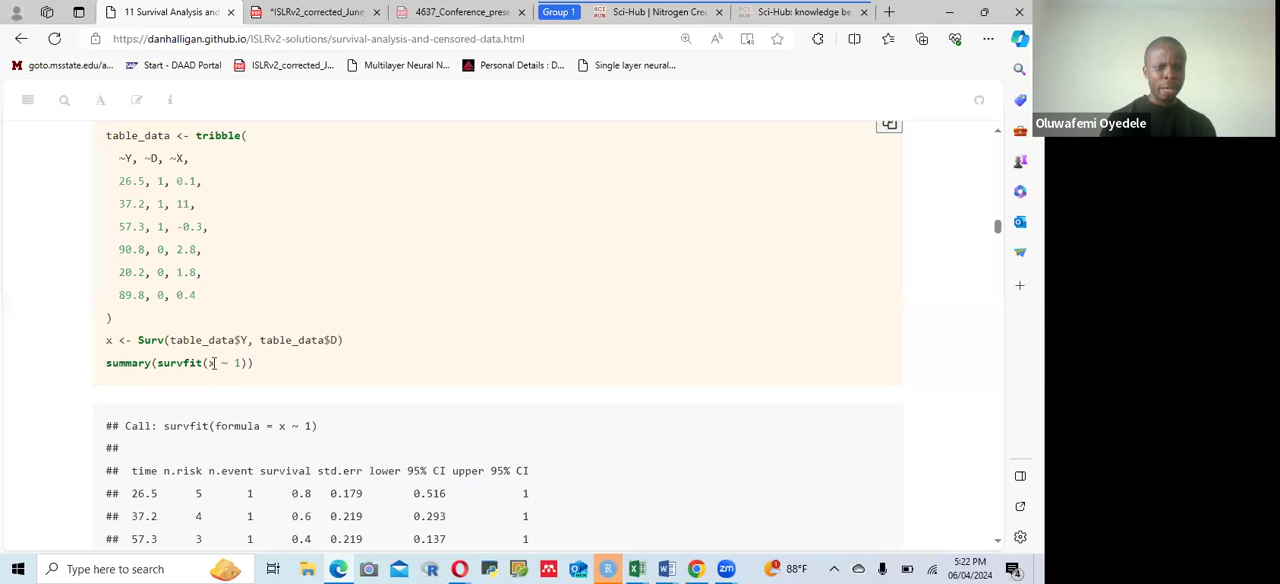 11 Survival Analysis and
*ISLRv2_corrected_June_
4637_Conference_prese
Group 1
SCI HUB
Sci-Hub | Nitrogen Crec
Sci-Hub: knowledge be
https://danhalligan.github.io/ISLRv2-solutions/survival-analysis-and-censored-data.html
goto.msstate.edu/a...
Start - DAAD Portal
ISLRv2_corrected_J...
Multilayer Neural N...
Personal Details : D...
Single layer neural...
Oluwafemi Oyedele
table_data <- tribble(
~Y, ~D, ~X,
26.5, 1, 0.1,
37.2, 1, 11,
57.3, 1, -0.3,
90.8, 0, 2.8,
20.2, 0, 1.8,
89.8, 0, 0.4
)
x <- Surv(table_data$Y, table_data$D)
summary(survfit(x ~ 1))
## Call: survfit(formula = x ~ 1)
##
## time n.risk n.event survival std.err lower 95% CI upper 95% CI
## 26.5 5 1 0.8 0.179 0.516 1
## 37.2 4 1 0.6 0.219 0.293 1
## 57.3 3 1 0.4 0.219 0.137 1
Type here to search
88°F
5:22 PM
06/04/2024